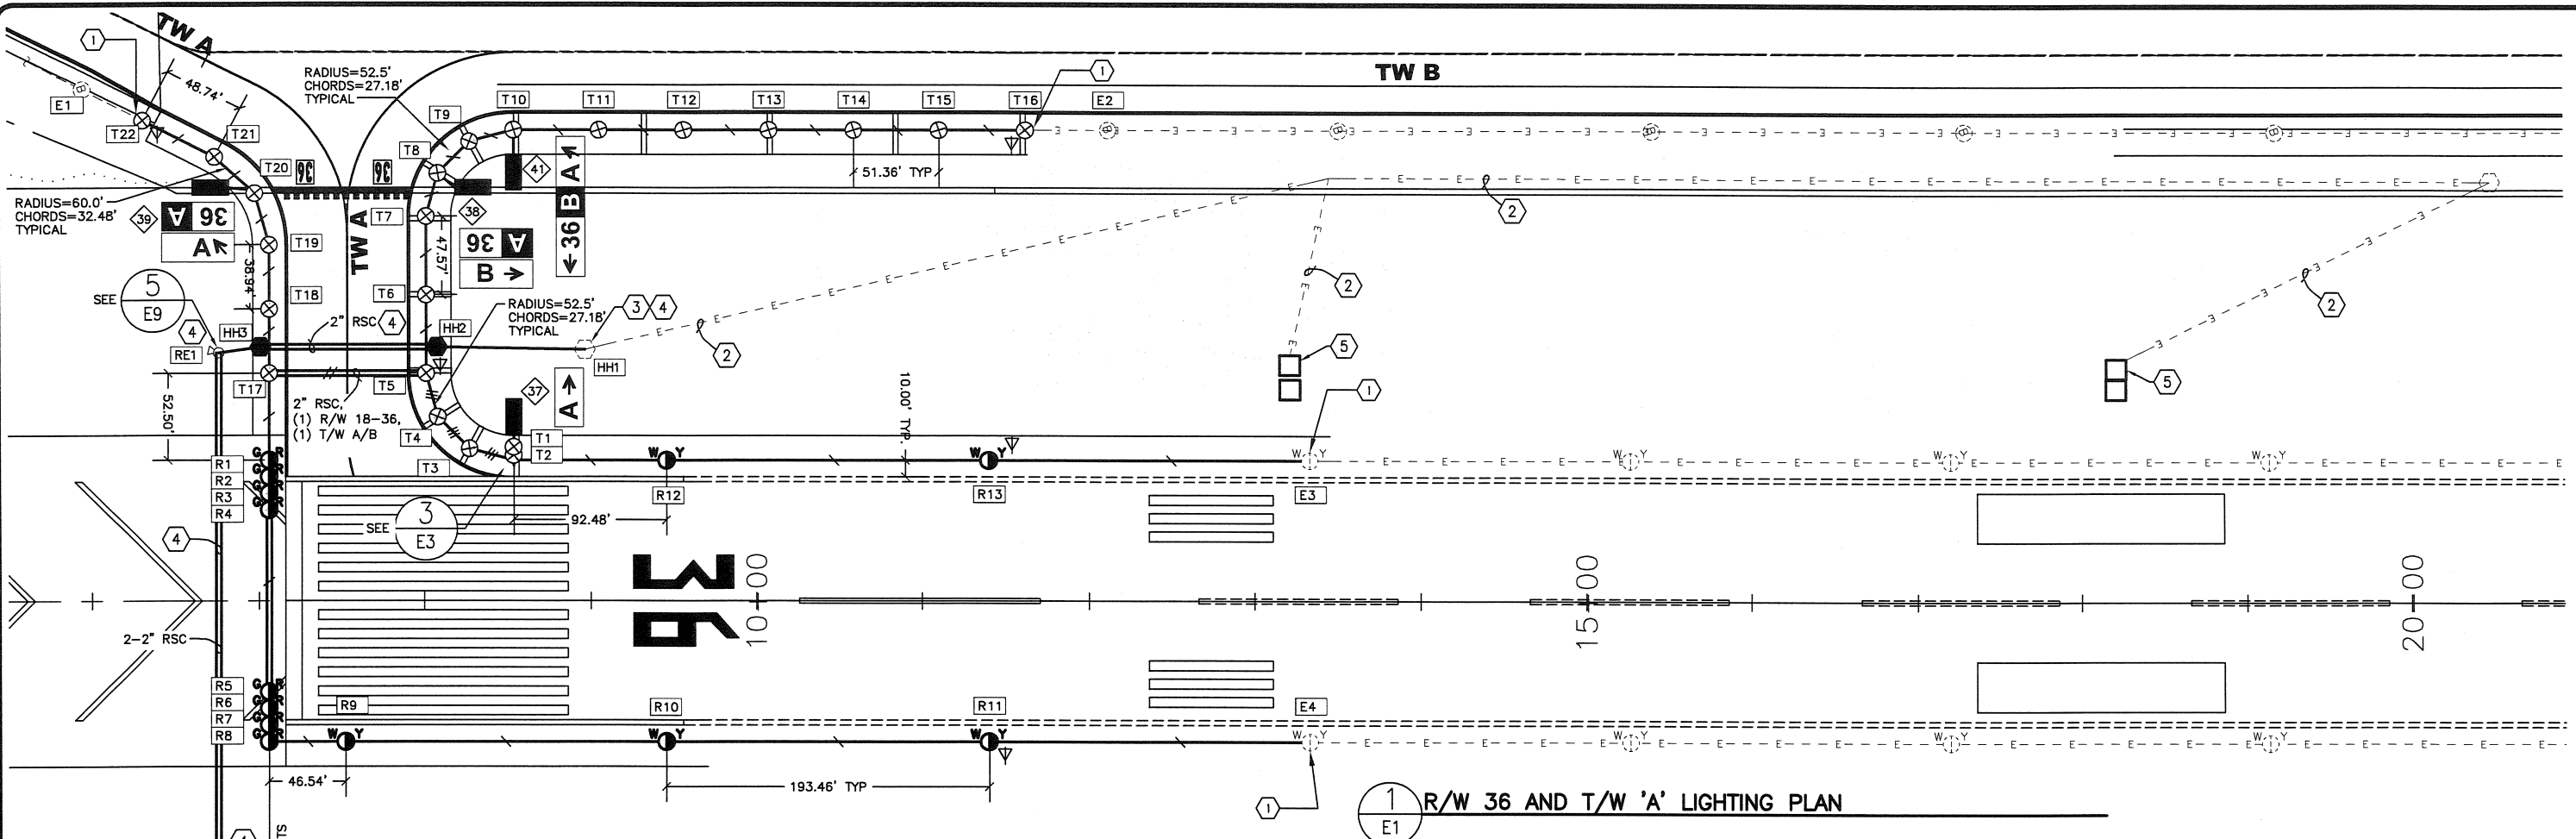 TW A
1
48.74'
E1
T22
T21
RADIUS=52.5'
CHORDS=27.18'
TYPICAL
T9
T10
T11
T12
T13
T14
T15
T16
1
E2
TW B
T8
T20
36
36
41
← 36 B A ↗
51.36' TYP
RADIUS=60.0'
CHORDS=32.48'
TYPICAL
39
A 36
A ↖
T7
TW A
38
36 A
B →
47.57'
T19
38.94'
T18
T6
2
2
2
SEE
5
E9
4
HH3
RE1
2" RSC
4
HH2
RADIUS=52.5'
CHORDS=27.18'
TYPICAL
3
4
2
HH1
5
5
T17
T5
37
A →
10.00' TYP.
1
52.50'
2" RSC,
(1) R/W 18-36,
(1) T/W A/B
T4
T3
T1
T2
W Y
W Y
W Y
W Y
W Y
W Y
R1
R2
R3
R4
G R
G R
G R
G R
R12
R13
E3
SEE
3
E3
92.48'
4
36
10 00
15 00
20 00
2-2" RSC
R5
R6
R7
R8
G R
G R
G R
G R
R9
R10
R11
E4
W Y
W Y
W Y
W Y
W Y
W Y
W Y
46.54'
193.46' TYP
1
1
E1
R/W 36 AND T/W 'A' LIGHTING PLAN